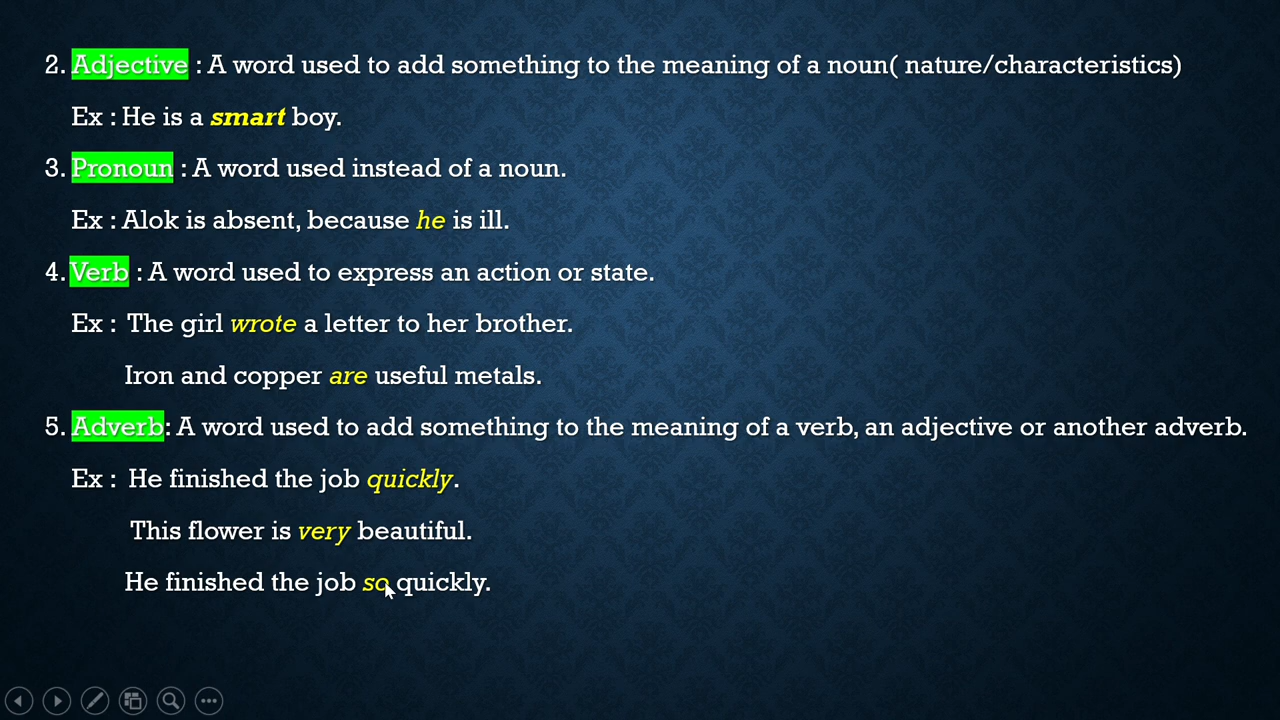 2. Adjective : A word used to add something to the meaning of a noun( nature/characteristics)
Ex : He is a smart boy.
3. Pronoun : A word used instead of a noun.
Ex : Alok is absent, because he is ill.
4. Verb : A word used to express an action or state.
Ex : The girl wrote a letter to her brother.
Iron and copper are useful metals.
5. Adverb: A word used to add something to the meaning of a verb, an adjective or another adverb.
Ex : He finished the job quickly.
This flower is very beautiful.
He finished the job so quickly.